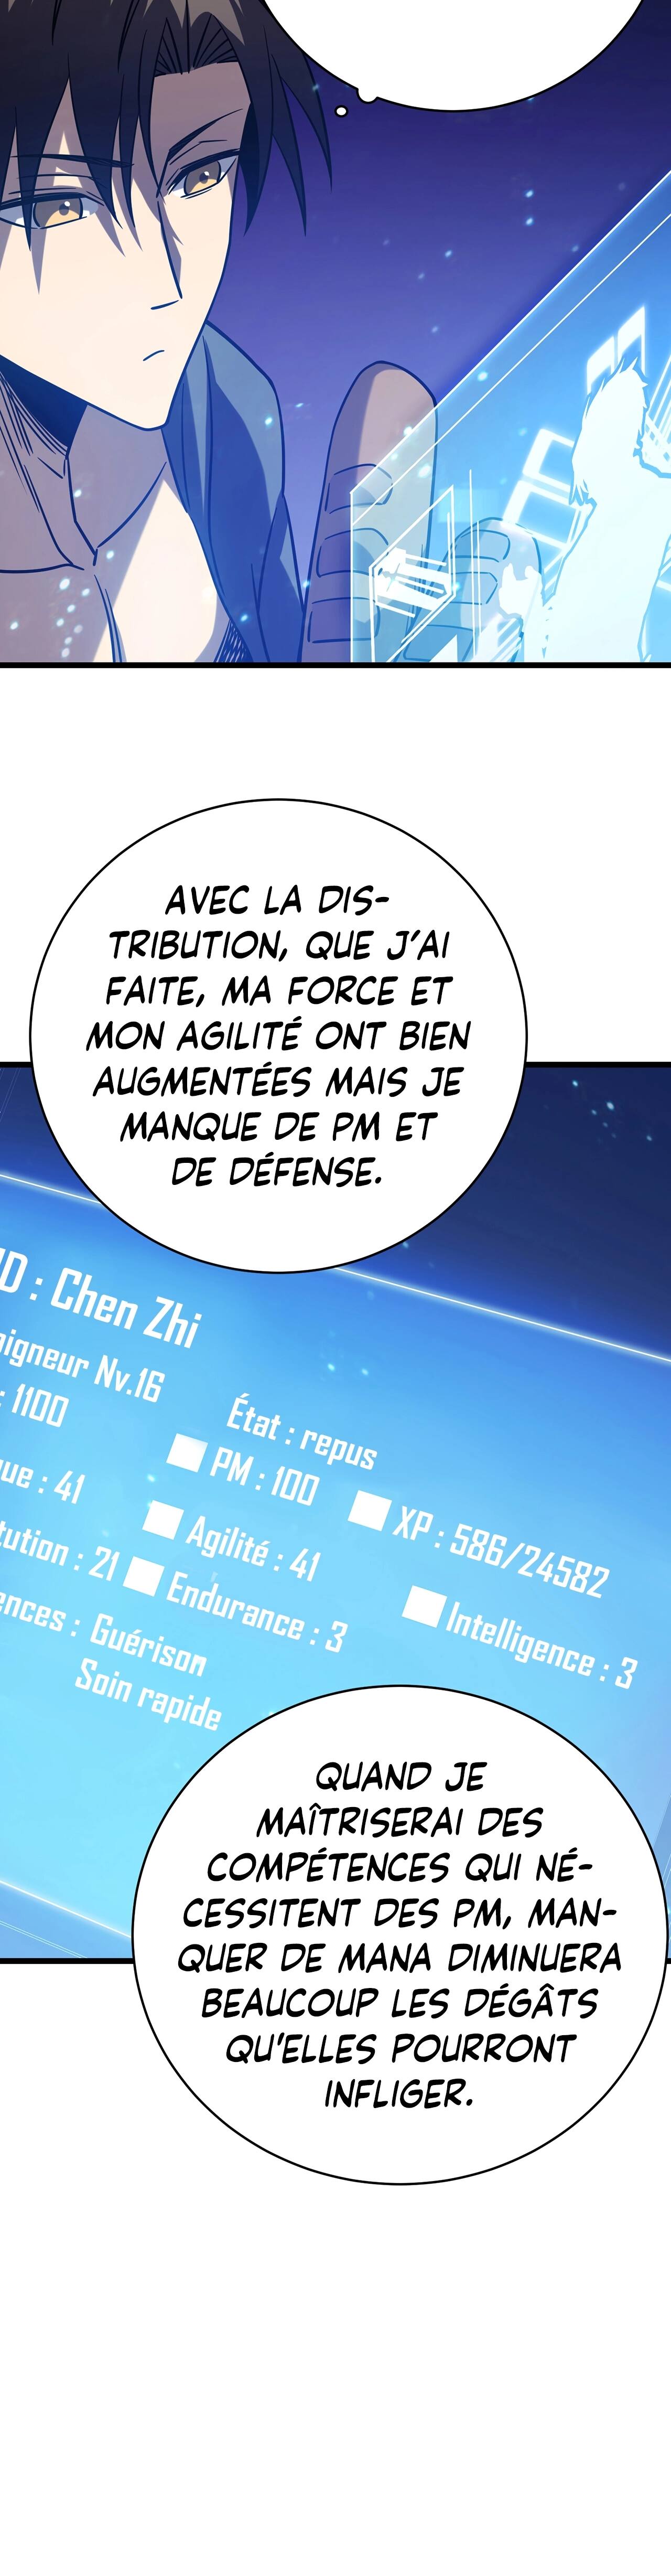 AVEC LA DIS-
TRIBUTION, QUE J'AI
FAITE, MA FORCE ET
MON AGILITÉ ONT BIEN
AUGMENTÉES MAIS JE
MANQUE DE PM ET
DE DÉFENSE.
ID : Chen Zhi
oigneur Nv.16
: 1100
État : repus
PM : 100
XP : 586/24582
que : 41
Agilité : 41
tution : 21
Endurance : 3
Intelligence : 3
ences : Guérison
Soin rapide
QUAND JE
MAÎTRISERAI DES
COMPÉTENCES QUI NÉ-
CESSITENT DES PM, MAN-
QUER DE MANA DIMINUERA
BEAUCOUP LES DÉGÂTS
QU'ELLES POURRONT
INFLIGER.